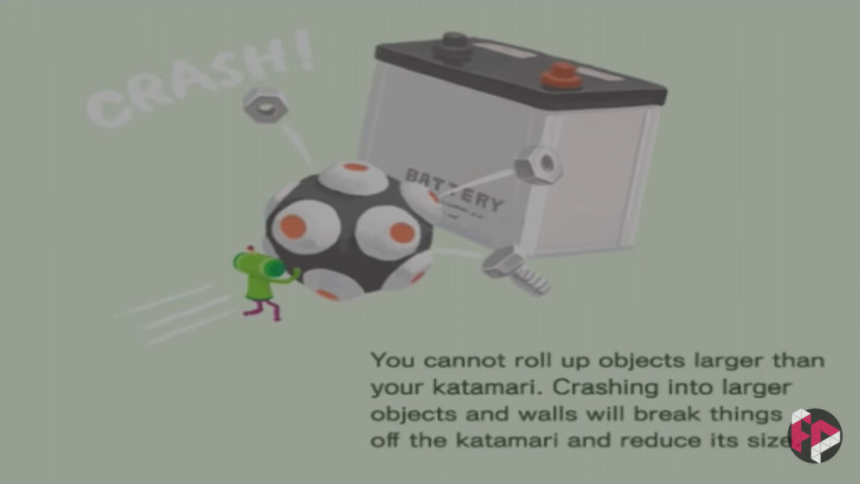 CRASH!
BATTERY
You cannot roll up objects larger than
your katamari. Crashing into larger
objects and walls will break things
off the katamari and reduce its size